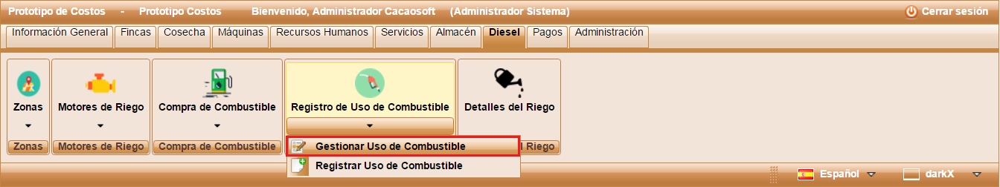 Prototipo de Costos - Prototipo Costos Bienvenido, Administrador Cacaosoft (Administrador Sistema) Cerrar sesión
Información General Fincas Cosecha Máquinas Recursos Humanos Servicios Almacén Diesel Pagos Administración
Zonas Motores de Riego Compra de Combustible Registro de Uso de Combustible Detalles del Riego
Zonas Motores de Riego Compra de Combustible l Riego
Gestionar Uso de Combustible
Registrar Uso de Combustible
Español darkX